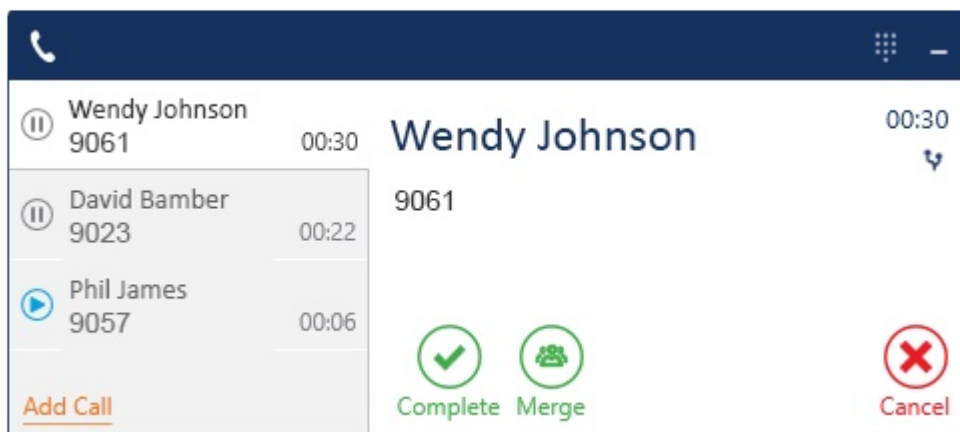 Wendy Johnson
9061 00:30
David Bamber
9023 00:22
Phil James
9057 00:06
Add Call
Wendy Johnson 00:30
9061
Complete Merge Cancel